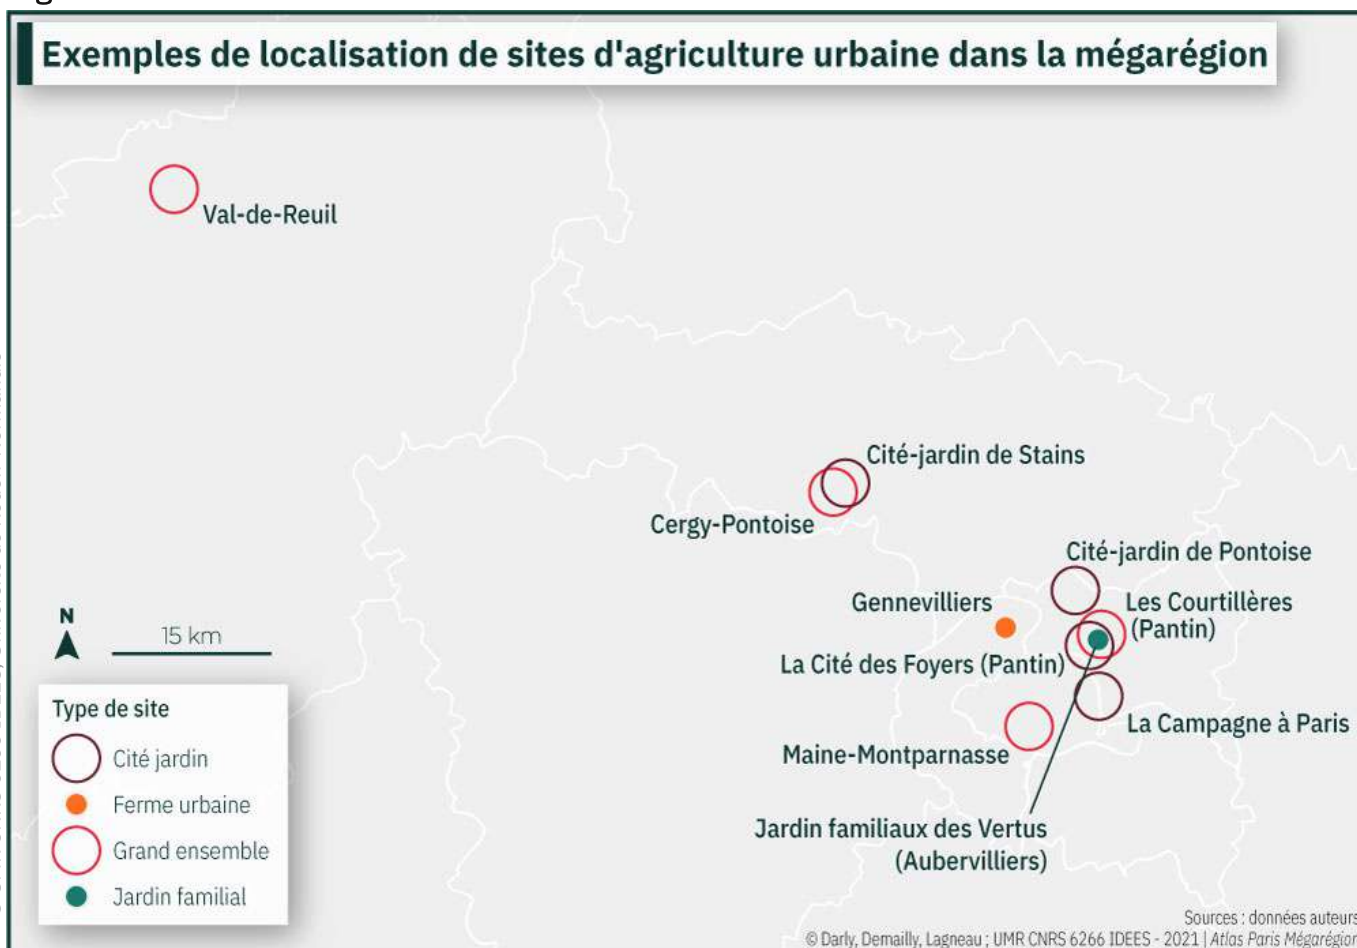 Exemples de localisation de sites d'agriculture urbaine dans la mégarégion
Val-de-Reuil
Cité-jardin de Stains
Cergy-Pontoise
Cité-jardin de Pontoise
Gennevilliers
Les Courtillères
(Pantin)
La Cité des Foyers (Pantin)
La Campagne à Paris
Maine-Montparnasse
Jardin familiaux des Vertus
(Aubervilliers)
N
15 km
Type de site
Cité jardin
Ferme urbaine
Grand ensemble
Jardin familial
Sources : données auteurs
© Darly, Demailly, Lagneau ; UMR CNRS 6266 IDEES - 2021 | Atlas Paris Mégarégion